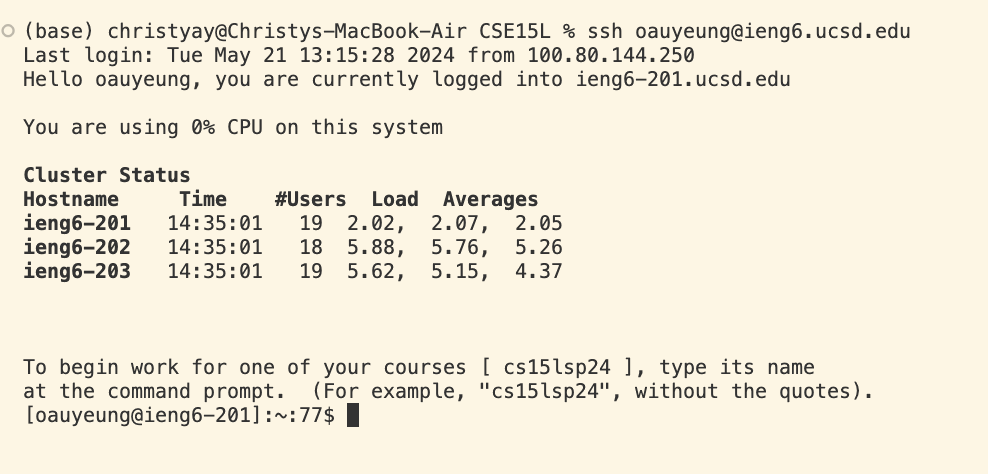 (base) christyay@Christys-MacBook-Air CSE15L % ssh oauyeung@ieng6.ucsd.edu
Last login: Tue May 21 13:15:28 2024 from 100.80.144.250
Hello oauyeung, you are currently logged into ieng6-201.ucsd.edu
You are using 0% CPU on this system
Cluster Status
Hostname     Time    #Users  Load  Averages
ieng6-201   14:35:01   19  2.02,  2.07,  2.05
ieng6-202   14:35:01   18  5.88,  5.76,  5.26
ieng6-203   14:35:01   19  5.62,  5.15,  4.37
To begin work for one of your courses [ cs15lsp24 ], type its name
at the command prompt.  (For example, "cs15lsp24", without the quotes).
[oauyeung@ieng6-201]:~:77$